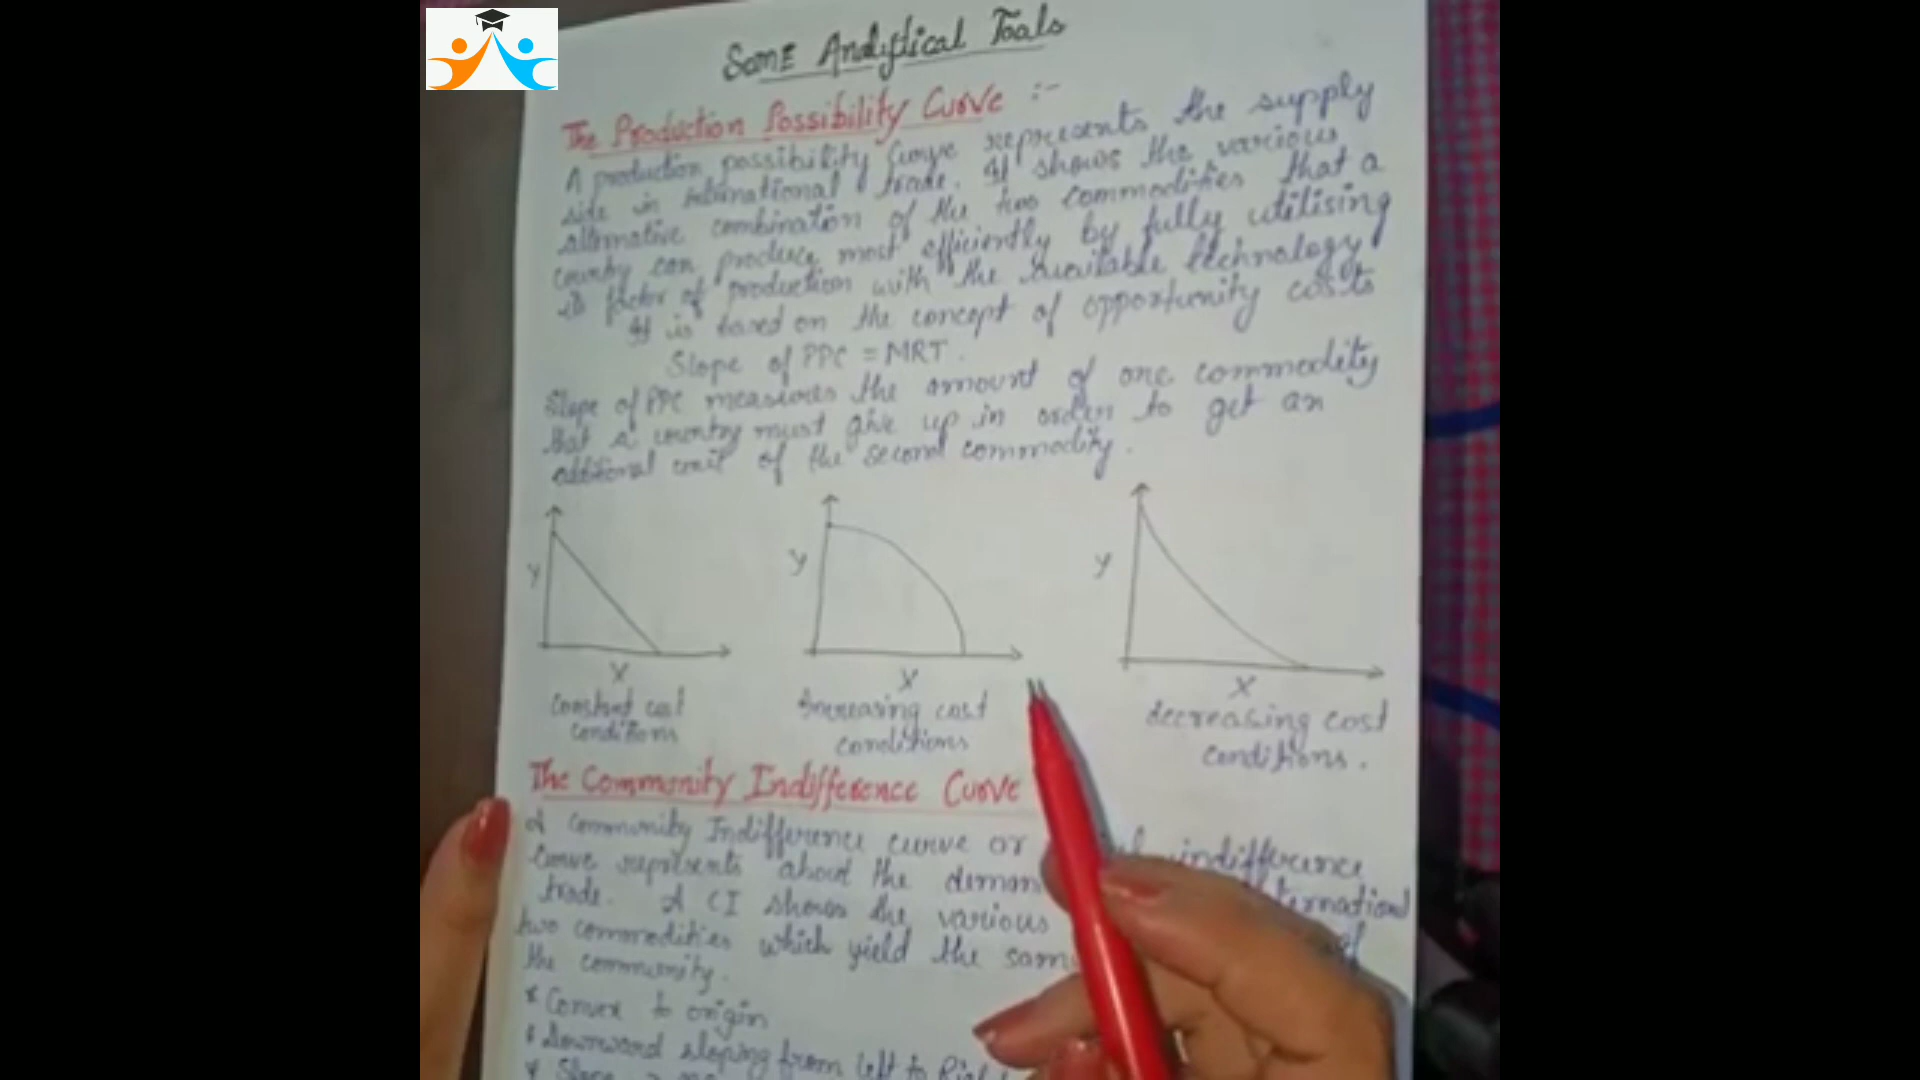 Some Analytical Tools
The Production Possibility Curve :-
A production possibility curve represents the supply
side in international trade. It shows the various
alternative combination of the two commodities that a
country can produce most efficiently by fully utilising
its factor of production with the available technology
It is based on the concept of opportunity costs
Slope of PPC = MRT.
Slope of PPC measures the amount of one commodity
that a country must give up in order to get an
additional unit of the second commodity.
Y
X
constant cost
conditions
Y
X
Increasing cost
conditions
Y
X
decreasing cost
conditions.
The Community Indifference Curve
A community Indifference curve or indifference
curve represents about the
trade. A CI shows the various
two commodities which yield the
the community.
* Convex to origin
* Downward sloping from left to
* Slope